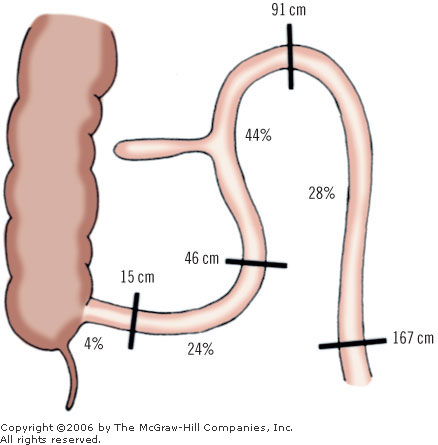 91 cm
44%
28%
46 cm
15 cm
167 cm
4%
24%
Copyright ©2006 by The McGraw-Hill Companies, Inc.
All rights reserved.